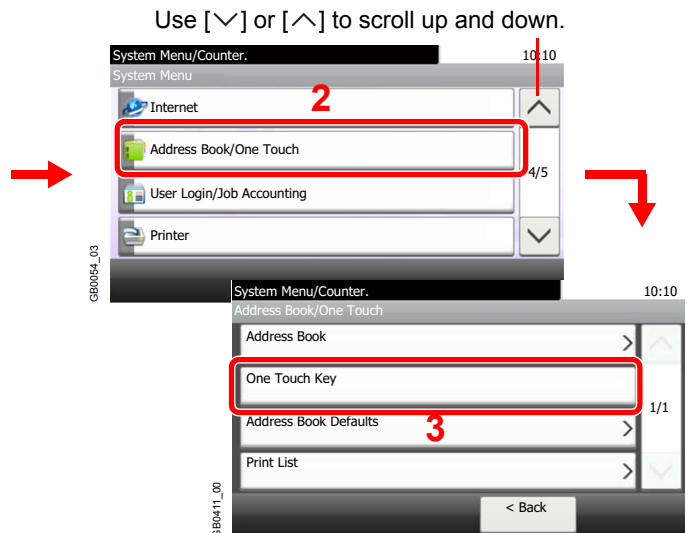 Use [∨] or [∧] to scroll up and down.
System Menu/Counter.
10:10
System Menu
Internet
2
Address Book/One Touch
4/5
User Login/Job Accounting
Printer
GB0054_03
System Menu/Counter.
10:10
Address Book/One Touch
Address Book
One Touch Key
1/1
Address Book Defaults
3
Print List
< Back
GB0411_00